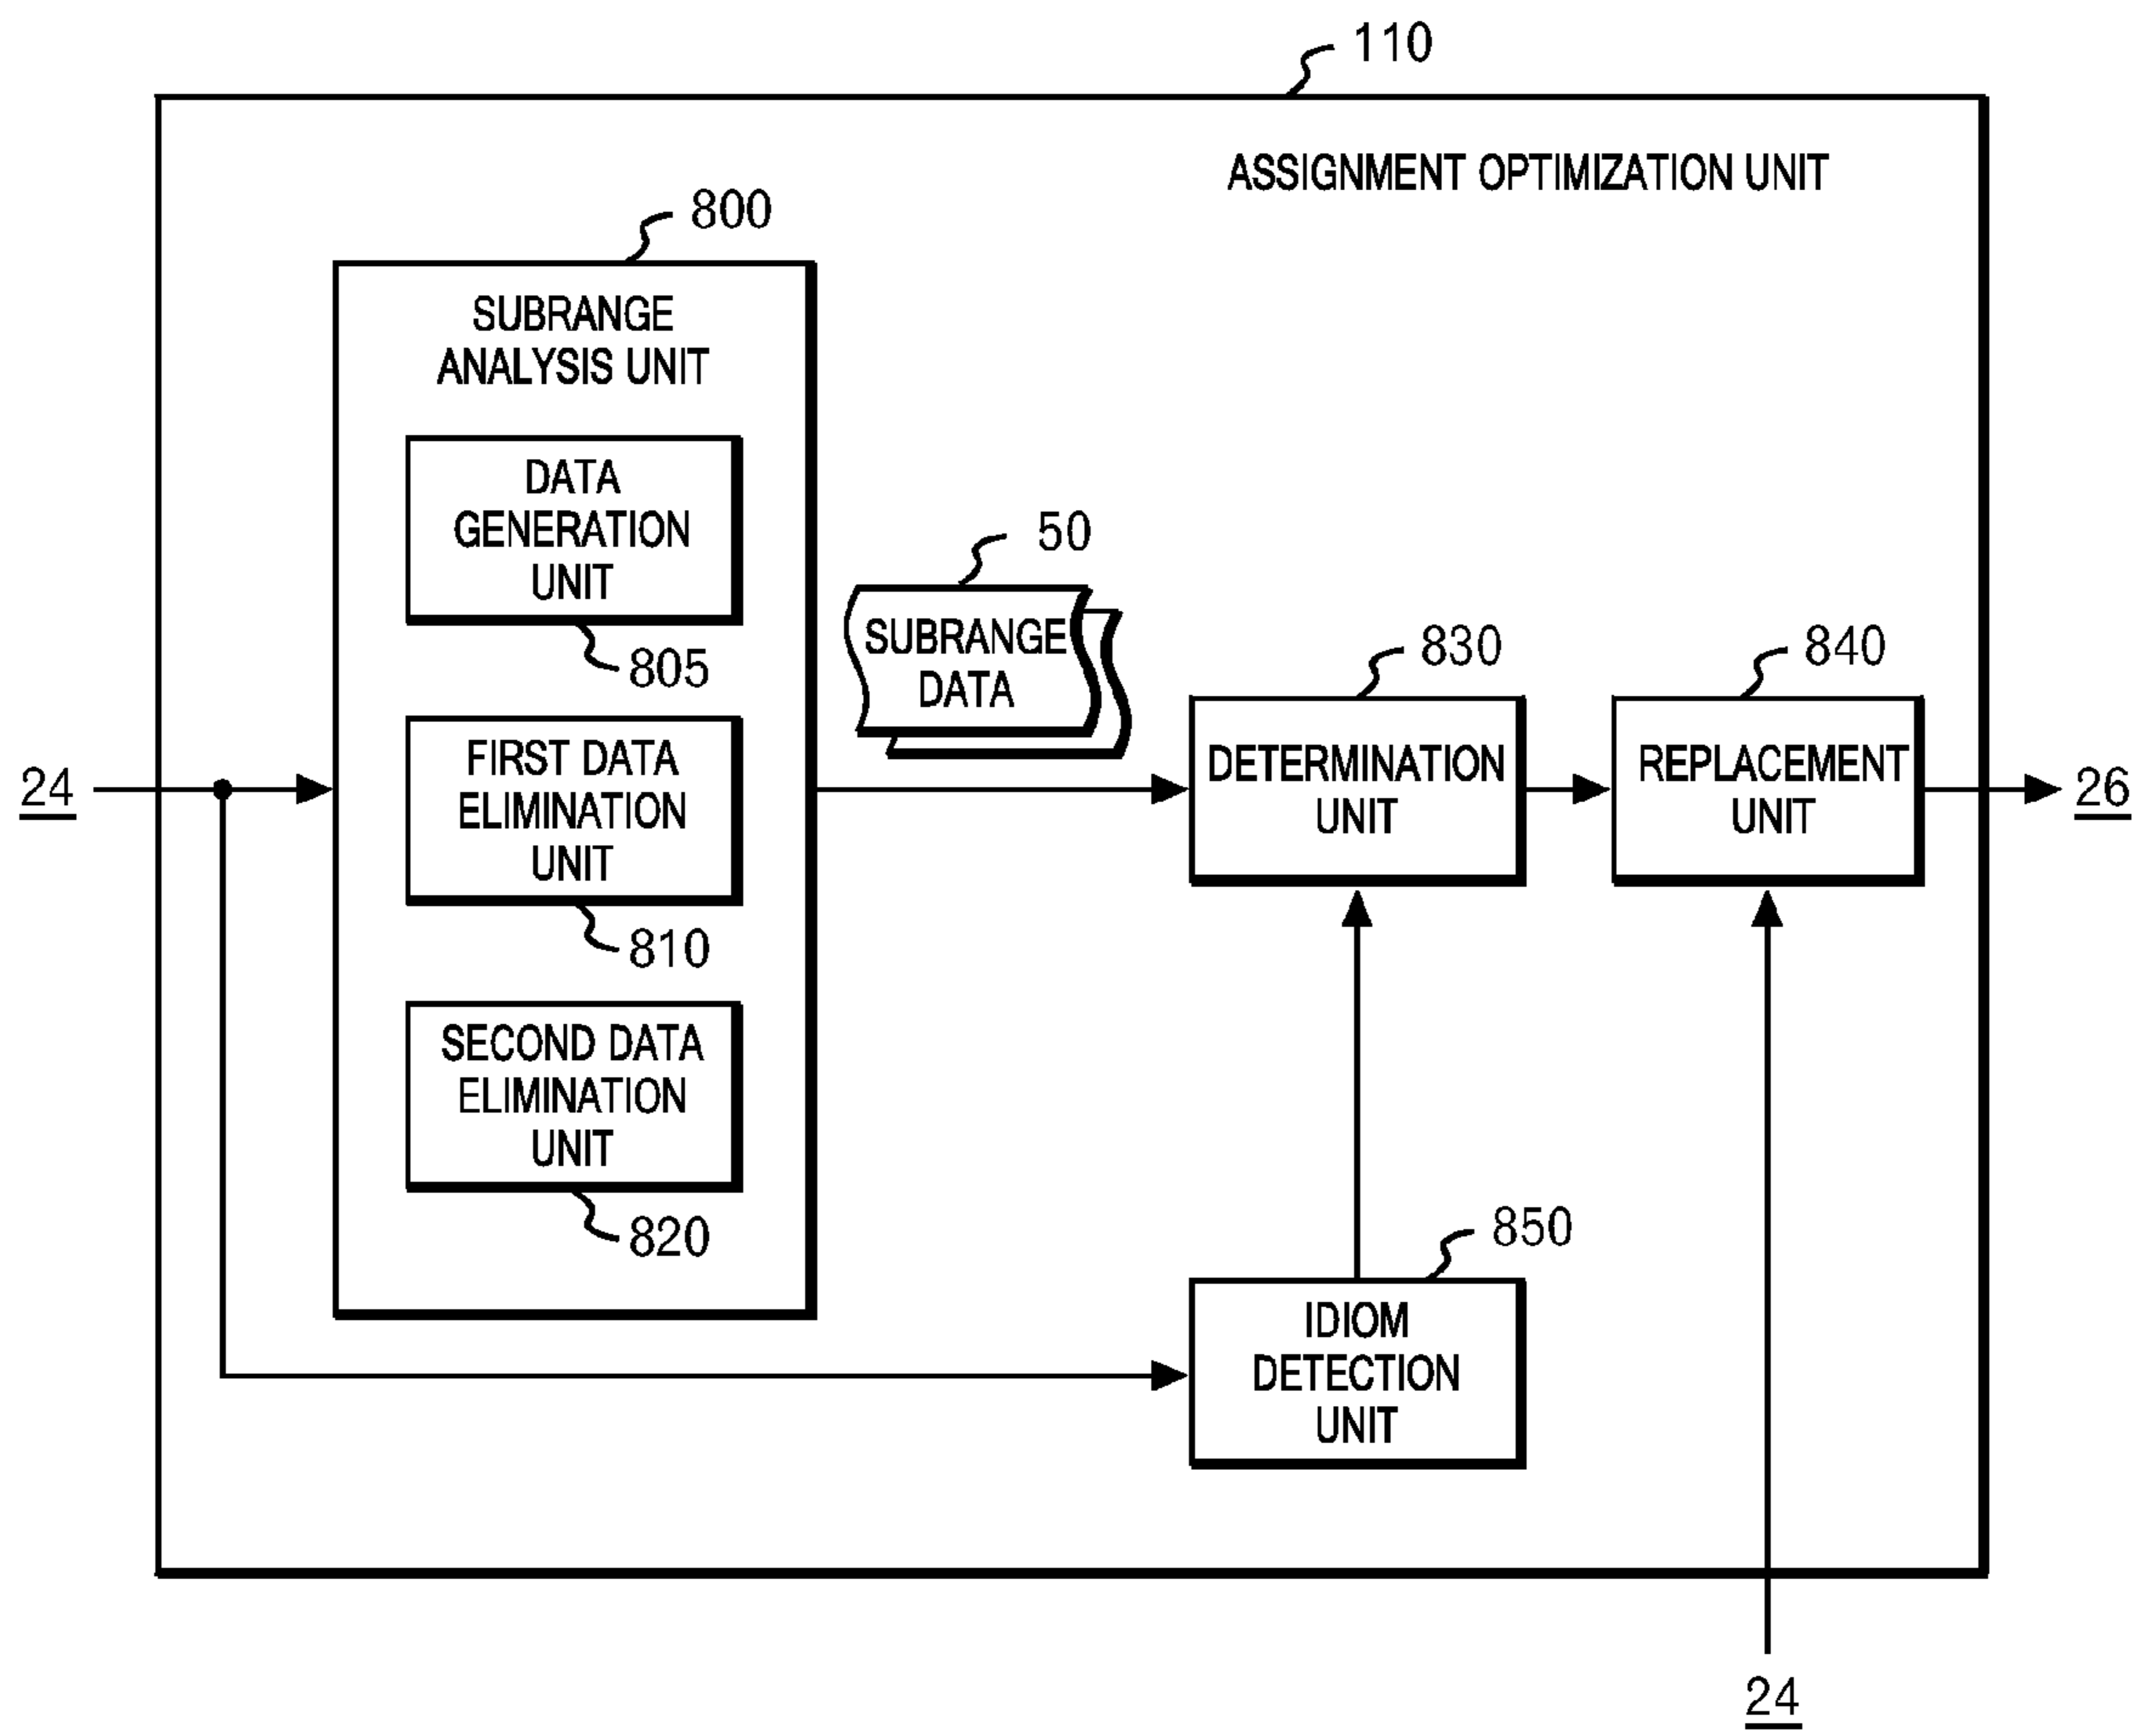 110
ASSIGNMENT OPTIMIZATION UNIT
800
SUBRANGE
ANALYSIS UNIT
DATA
GENERATION
UNIT
805
FIRST DATA
ELIMINATION
UNIT
810
SECOND DATA
ELIMINATION
UNIT
820
24
50
SUBRANGE
DATA
830
DETERMINATION
UNIT
840
REPLACEMENT
UNIT
26
850
IDIOM
DETECTION
UNIT
24